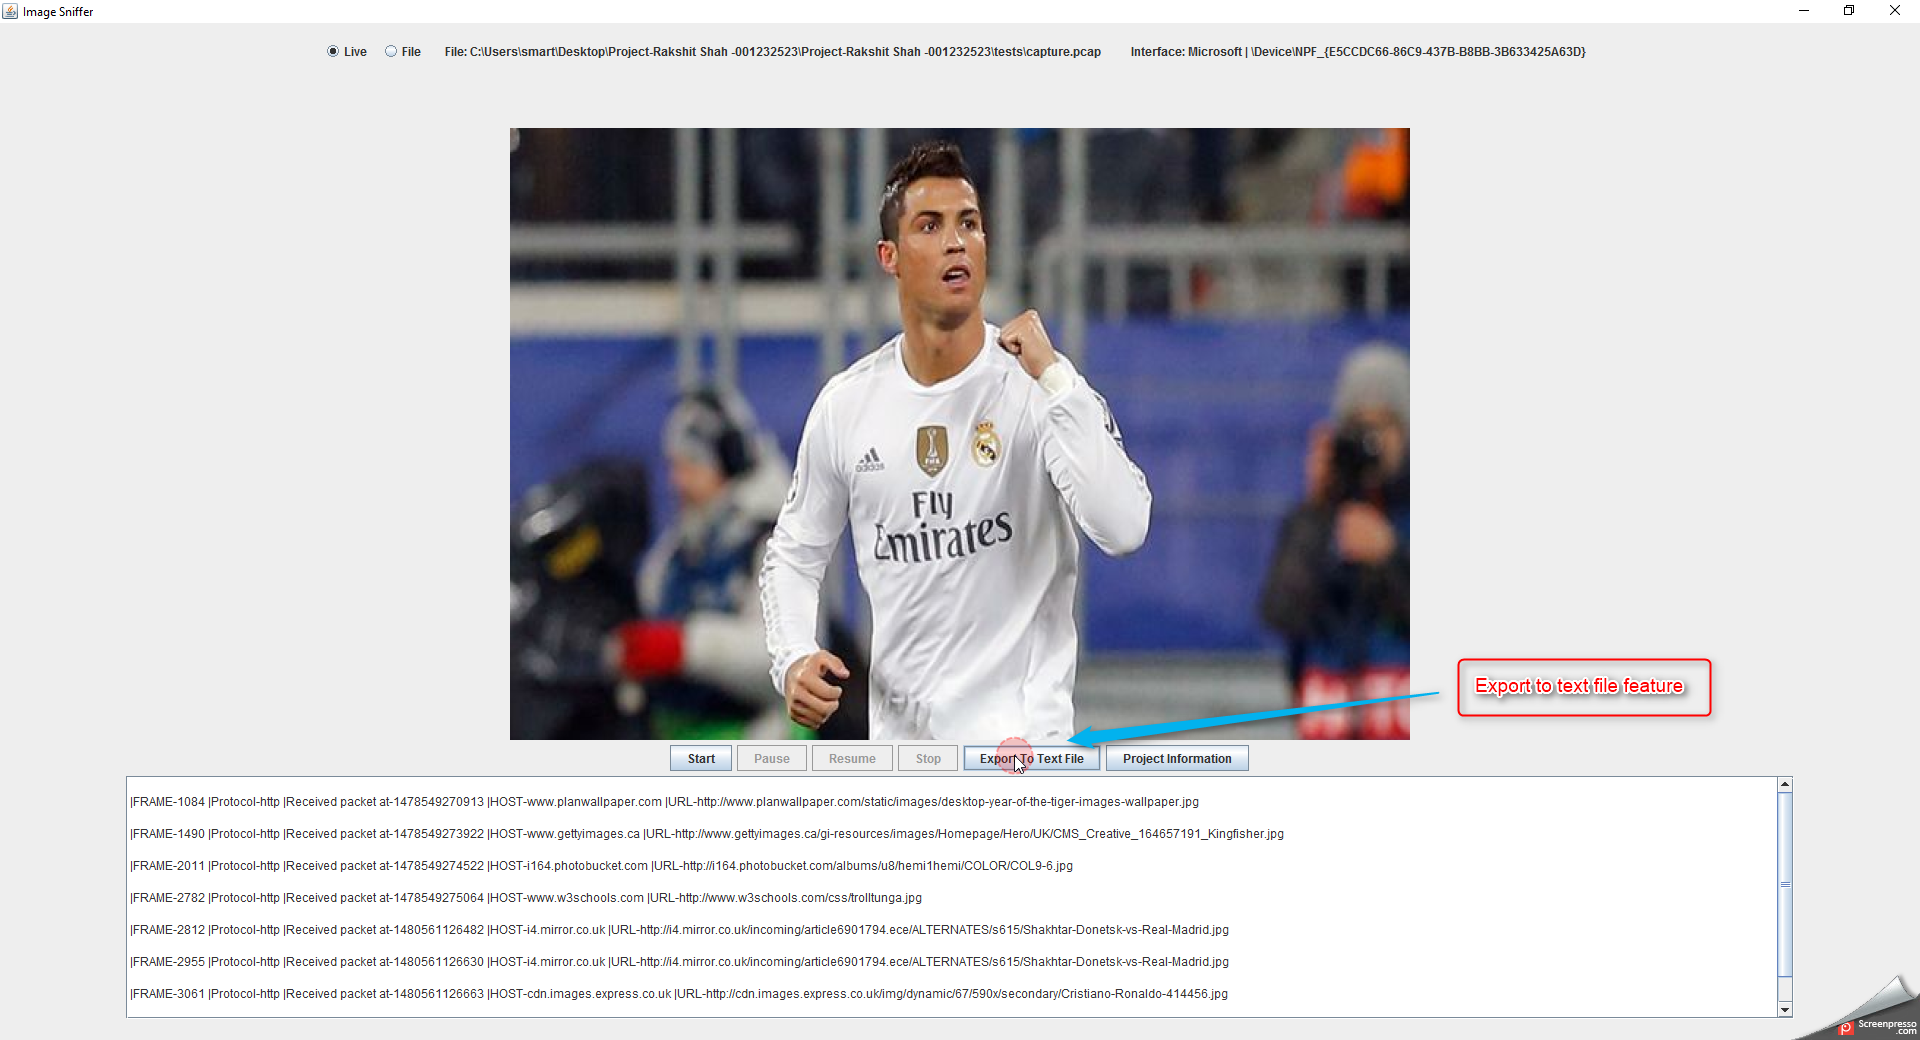 Image Sniffer
Live File File: C:\Users\smart\Desktop\Project-Rakshit Shah -001232523\Project-Rakshit Shah -001232523\tests\capture.pcap Interface: Microsoft | \Device\NPF_{E5CCDC66-86C9-437B-B8BB-3B633425A63D}
adidas
FIFA
Fly
Emirates
Export to text file feature
Start Pause Resume Stop Export To Text File Project Information
|FRAME-1084 |Protocol-http |Received packet at-1478549270913 |HOST-www.planwallpaper.com |URL-http://www.planwallpaper.com/static/images/desktop-year-of-the-tiger-images-wallpaper.jpg
|FRAME-1490 |Protocol-http |Received packet at-1478549273922 |HOST-www.gettyimages.ca |URL-http://www.gettyimages.ca/gi-resources/images/Homepage/Hero/UK/CMS_Creative_164657191_Kingfisher.jpg
|FRAME-2011 |Protocol-http |Received packet at-1478549274522 |HOST-i164.photobucket.com |URL-http://i164.photobucket.com/albums/u8/hemi1hemi/COLOR/COL9-6.jpg
|FRAME-2782 |Protocol-http |Received packet at-1478549275064 |HOST-www.w3schools.com |URL-http://www.w3schools.com/css/trolltunga.jpg
|FRAME-2812 |Protocol-http |Received packet at-1480561126482 |HOST-i4.mirror.co.uk |URL-http://i4.mirror.co.uk/incoming/article6901794.ece/ALTERNATES/s615/Shakhtar-Donetsk-vs-Real-Madrid.jpg
|FRAME-2955 |Protocol-http |Received packet at-1480561126630 |HOST-i4.mirror.co.uk |URL-http://i4.mirror.co.uk/incoming/article6901794.ece/ALTERNATES/s615/Shakhtar-Donetsk-vs-Real-Madrid.jpg
|FRAME-3061 |Protocol-http |Received packet at-1480561126663 |HOST-cdn.images.express.co.uk |URL-http://cdn.images.express.co.uk/img/dynamic/67/590x/secondary/Cristiano-Ronaldo-414456.jpg
Screenpresso
.com